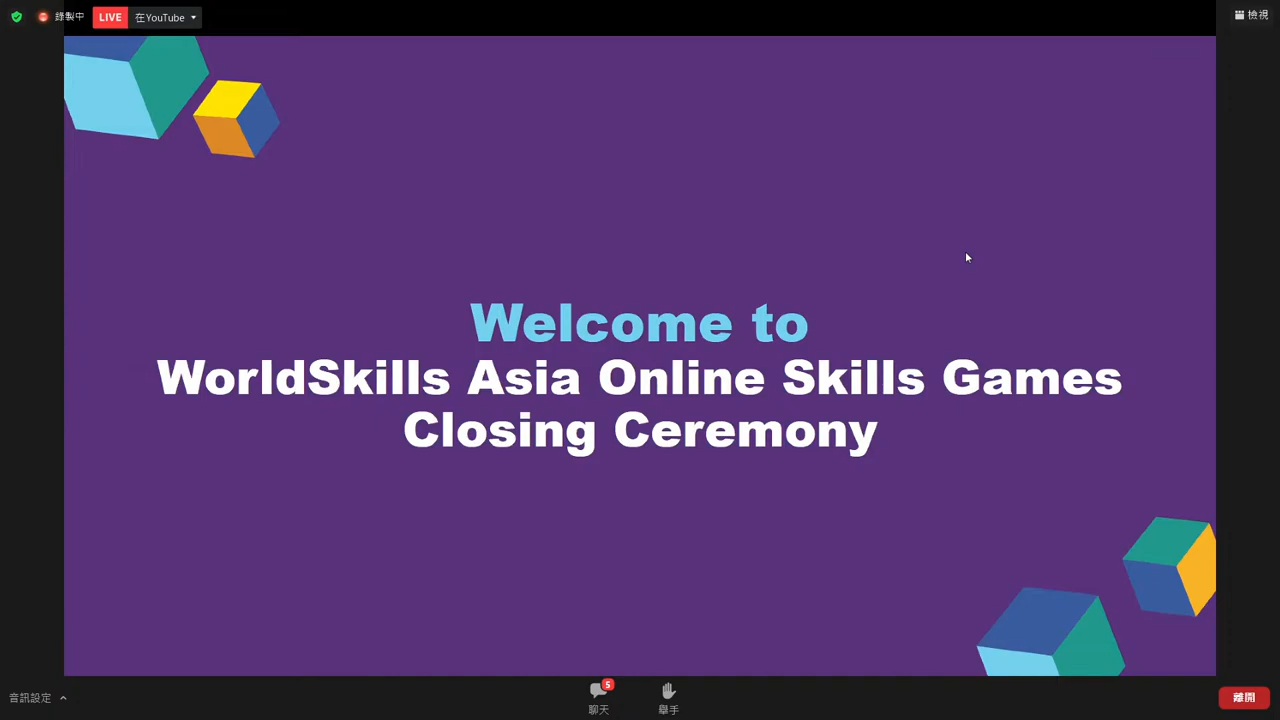 錄製中
LIVE 在YouTube
檢視
Welcome to
WorldSkills Asia Online Skills Games
Closing Ceremony
音訊設定
5
聊天
舉手
離開